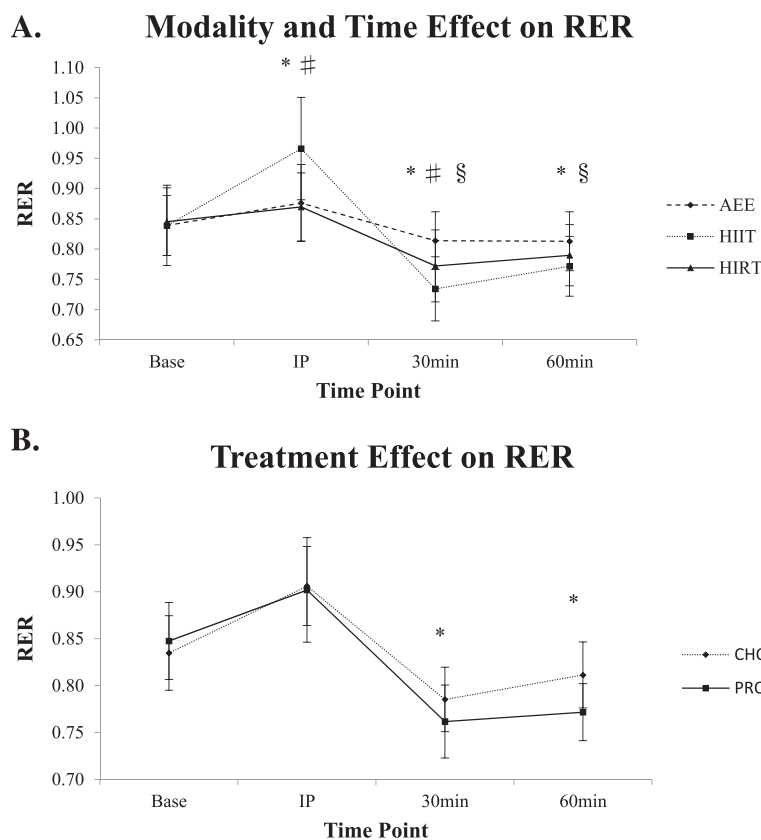 A.
Modality and Time Effect on RER
1.10
1.05
1.00
0.95
0.90
0.85
0.80
0.75
0.70
0.65
RER
* #
* # §
* §
AEE
HIIT
HIRT
Base IP 30min 60min
Time Point
B.
Treatment Effect on RER
1.00
0.95
0.90
0.85
0.80
0.75
0.70
RER
*
*
CHO
PRO
Base IP 30min 60min
Time Point